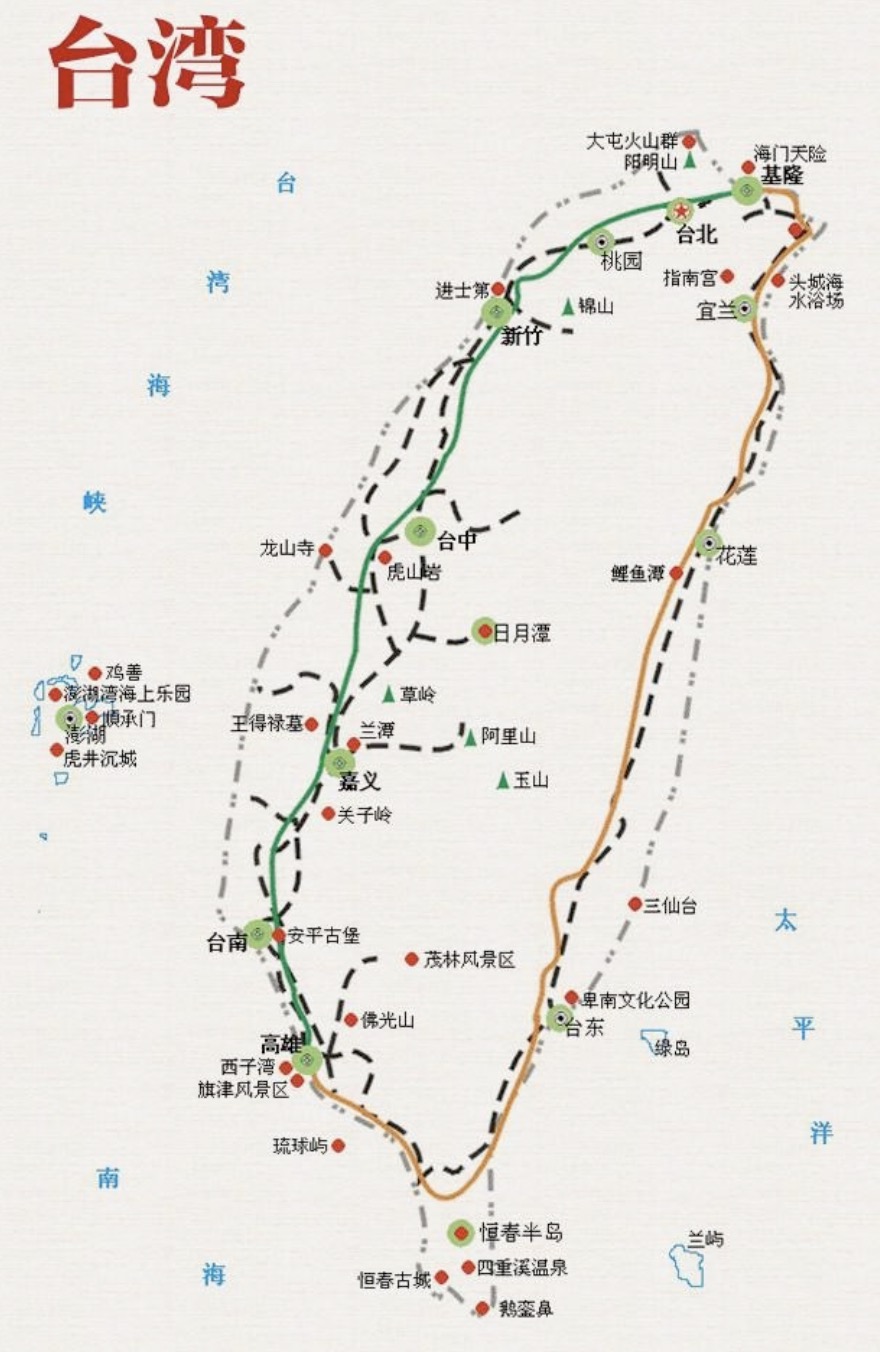 台湾
台
湾
海
峡
大屯火山群
阳明山
海门天险
基隆
台北
桃园
指南宫
头城海
水浴场
宜兰
进士第
锦山
新竹
台中
龙山寺
虎山岩
花莲
鲤鱼潭
日月潭
鸡善
澎湖湾海上乐园
順承门
澎湖
虎井沉城
草岭
王得禄墓
兰潭
阿里山
嘉义
玉山
关子岭
三仙台
台南
安平古堡
茂林风景区
卑南文化公园
佛光山
台东
绿岛
高雄
西子湾
旗津风景区
琉球屿
太
平
洋
南
海
恒春半岛
兰屿
四重溪温泉
恒春古城
鹅銮鼻